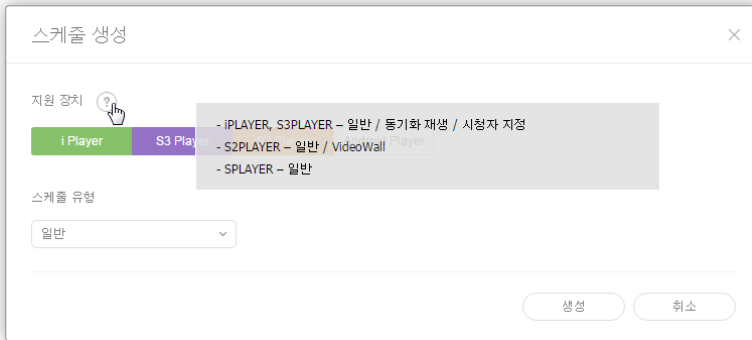 스케줄 생성
지원 장치 ?
- iPLAYER, S3PLAYER – 일반 / 동기화 재생 / 시청자 지정
i Player S3 Player Player
- S2PLAYER – 일반 / VideoWall
- SPLAYER – 일반
스케줄 유형
일반
생성 취소